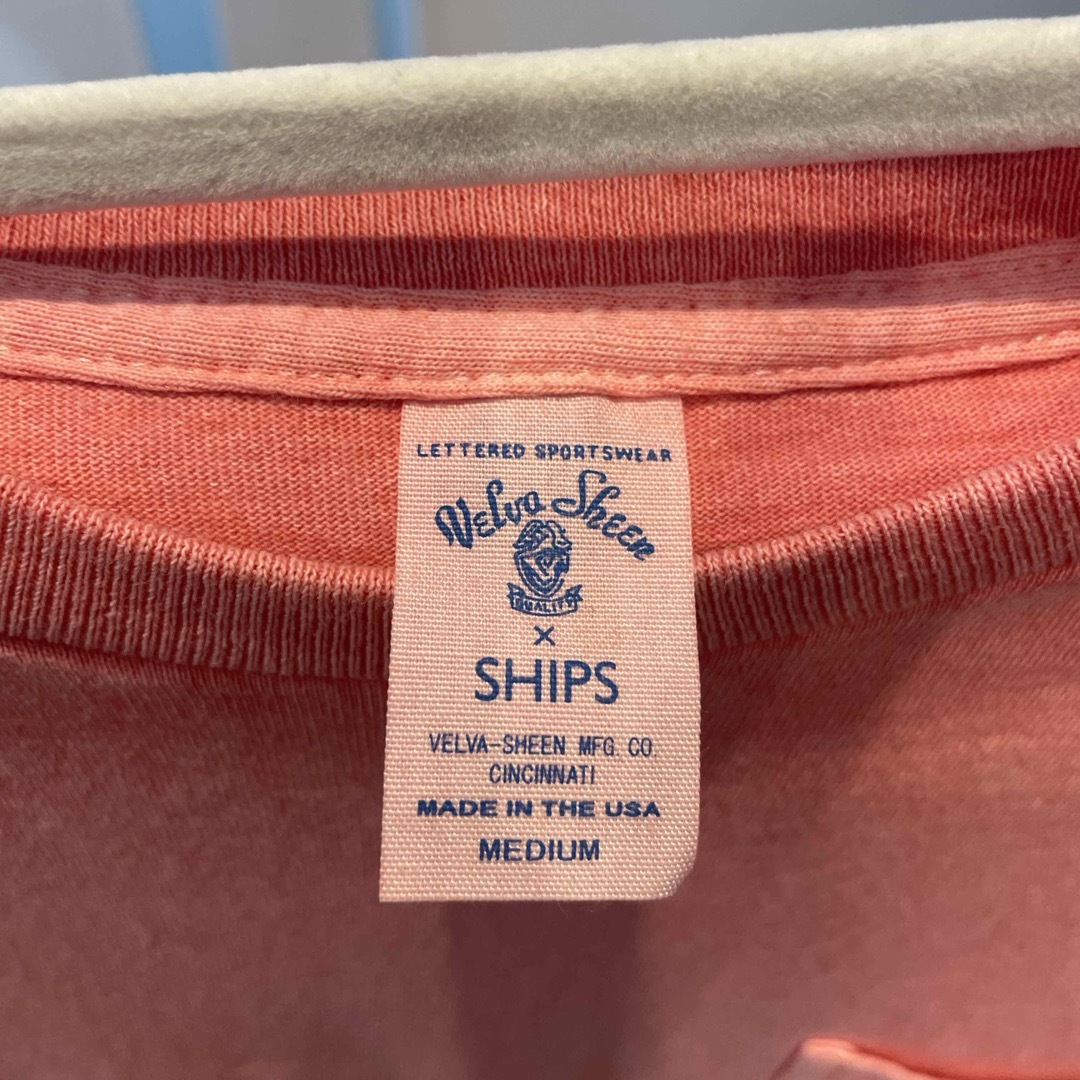 LETTERED SPORTSWEAR
Velva Sheen
QUALITY
×
SHIPS
VELVA-SHEEN MFG. CO.
CINCINNATI
MADE IN THE USA
MEDIUM